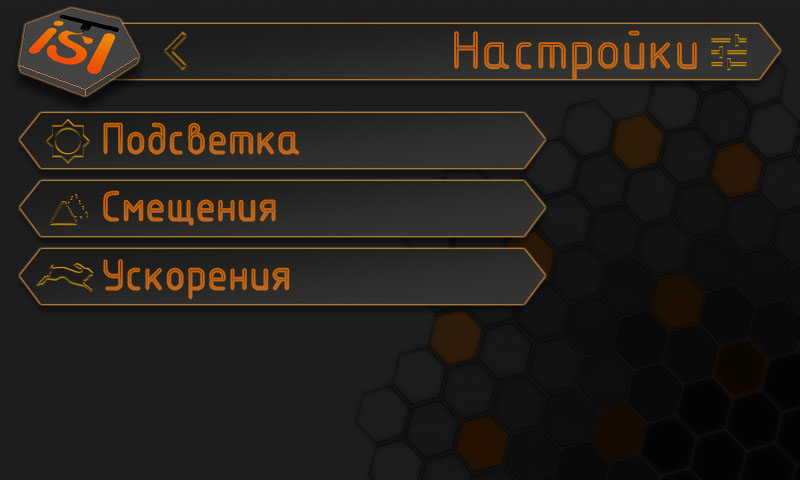 iSI
Настройки
Подсветка
Смещения
Ускорения